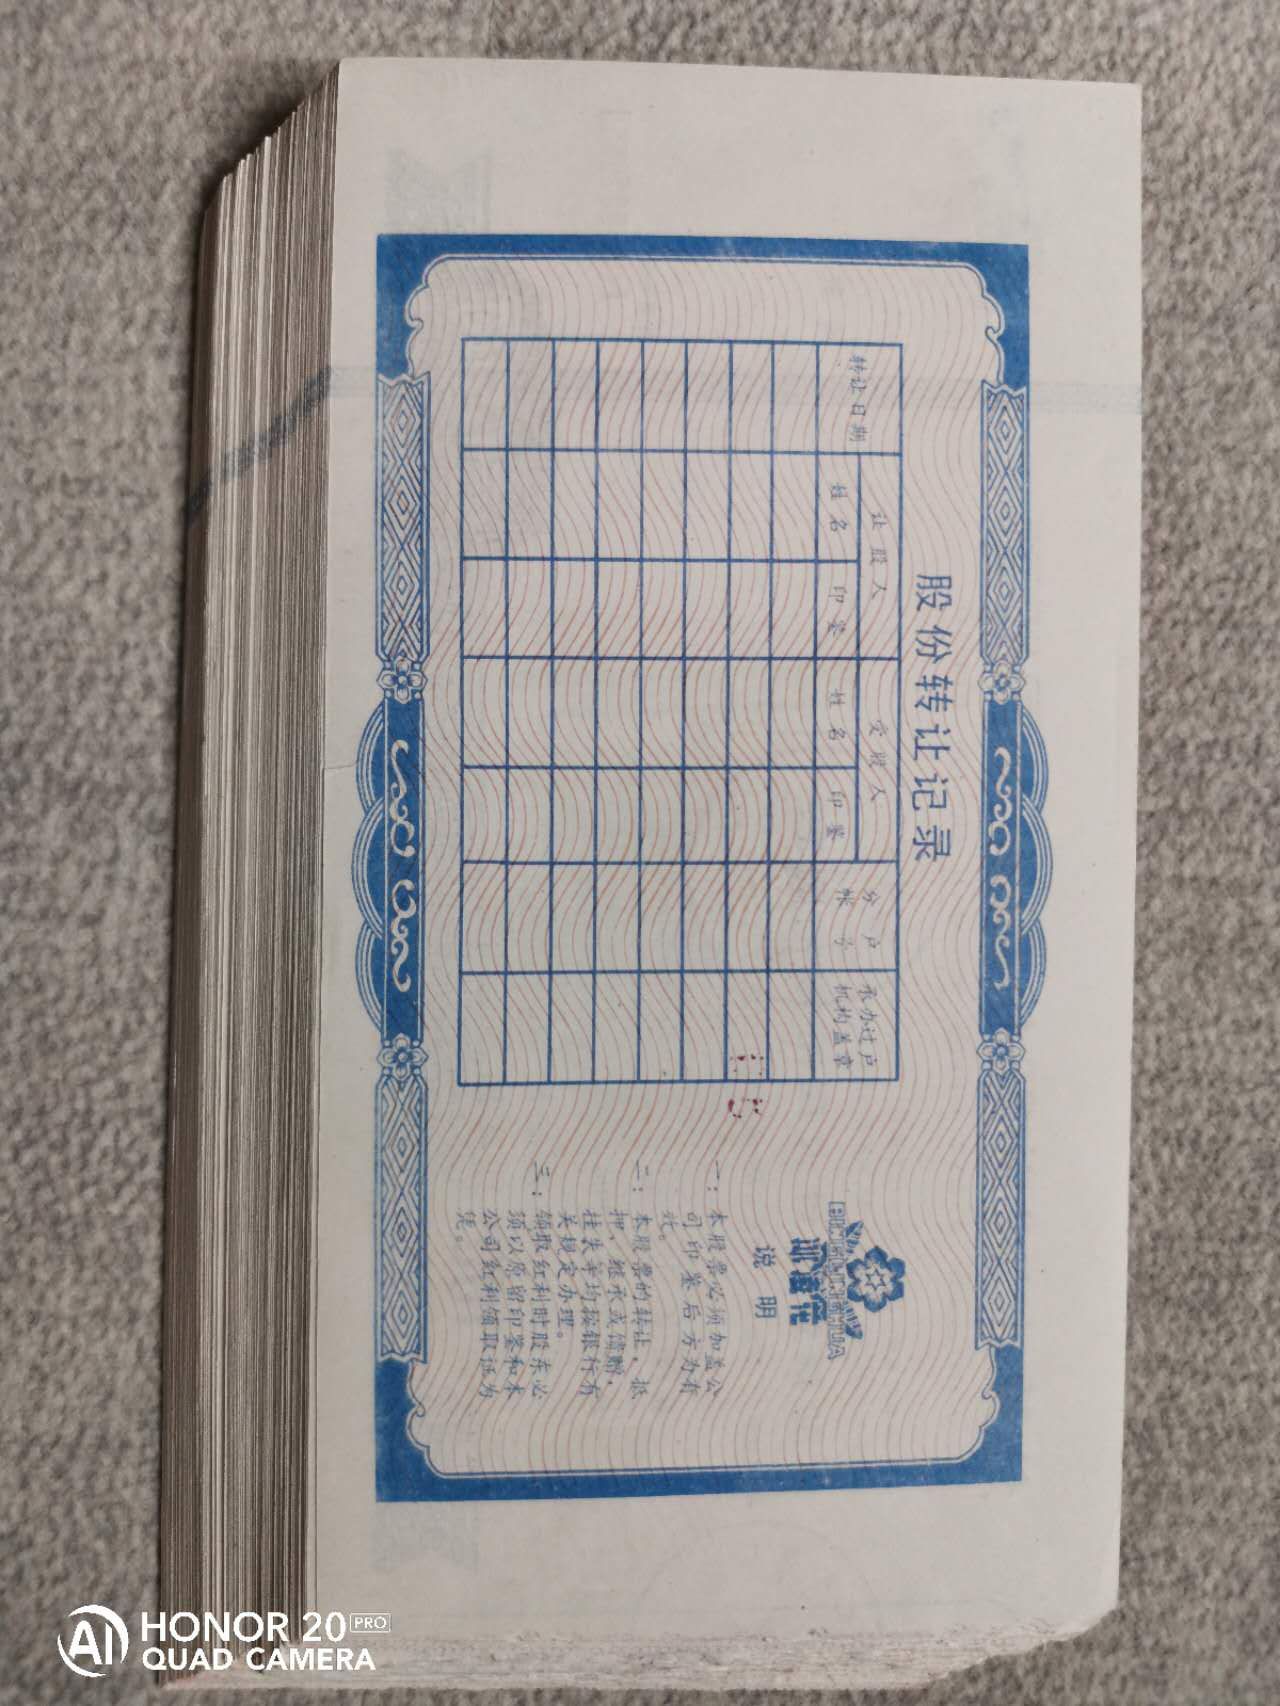 股份转让记录
转让日期
让股人
受股人
分户
帐号
承办过户
机构盖章
姓名
印鉴
姓名
印鉴
BINGCHENGHUA
说明
一：本股票必须加盖公
司印鉴后方为有
效。
二：本股票的转让、抵
押、继承或馈赠，
挂失等均按银行有
关规定办理。
三：领取红利时股东必
须以原留印鉴和本
公司红利领取证为
凭。
HONOR 20 PRO
AI QUAD CAMERA